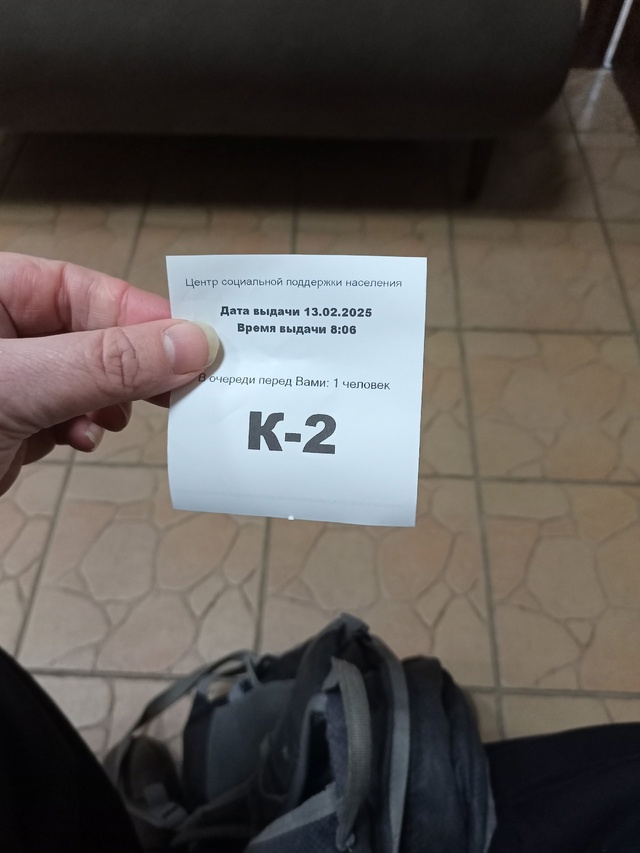 Центр социальной поддержки населения
Дата выдачи 13.02.2025
Время выдачи 8:06
В очереди перед Вами: 1 человек
К-2